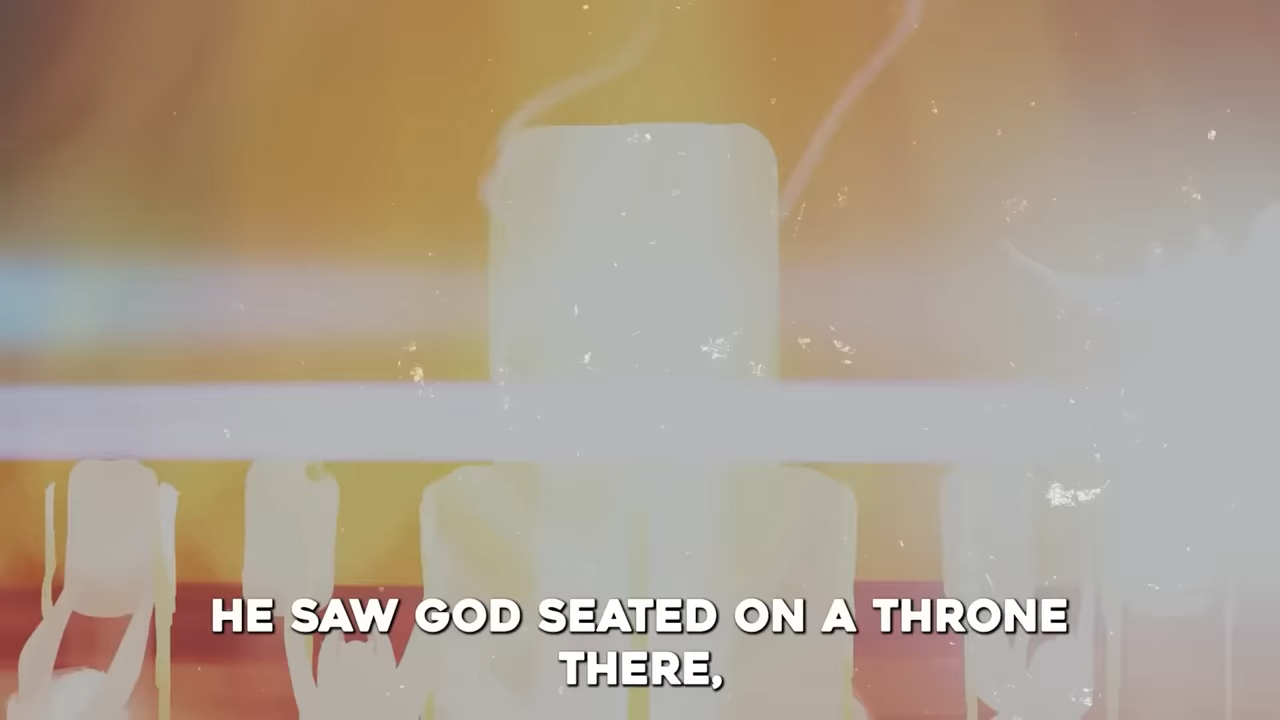 HE SAW GOD SEATED ON A THRONE
THERE,